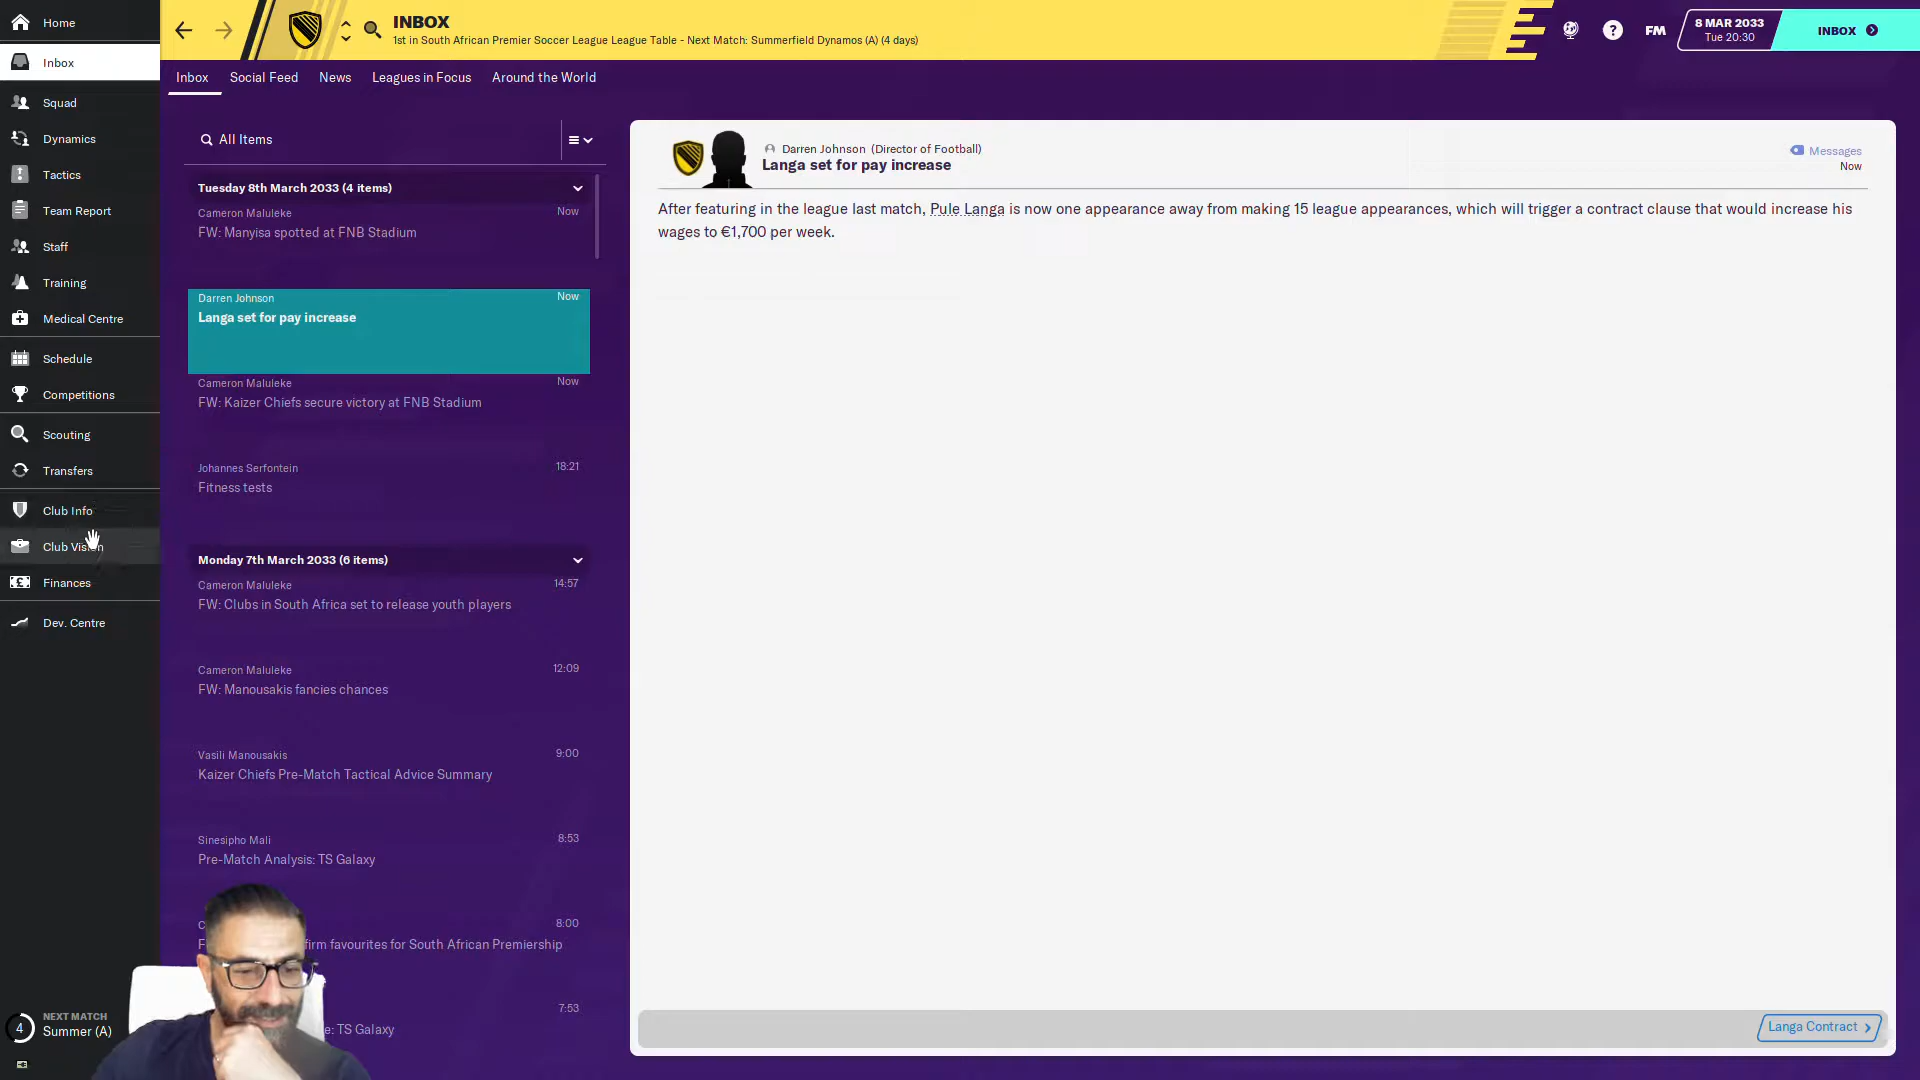 Home
Inbox
Squad
Dynamics
Tactics
Team Report
Staff
Training
Medical Centre
Schedule
Competitions
Scouting
Transfers
Club Info
Club Vision
Finances
Dev. Centre
4
NEXT MATCH
Summer (A)
INBOX
1st in South African Premier Soccer League League Table - Next Match: Summerfield Dynamos (A) (4 days)
?
FM
8 MAR 2033
Tue 20:30
INBOX
Inbox Social Feed News Leagues in Focus Around the World
All Items
Tuesday 8th March 2033 (4 items)
Cameron Maluleke Now
FW: Manyisa spotted at FNB Stadium
Darren Johnson Now
Langa set for pay increase
Cameron Maluleke Now
FW: Kaizer Chiefs secure victory at FNB Stadium
Johannes Serfontein 18:21
Fitness tests
Monday 7th March 2033 (6 items)
Cameron Maluleke 14:57
FW: Clubs in South Africa set to release youth players
Cameron Maluleke 12:09
FW: Manousakis fancies chances
Vasili Manousakis 9:00
Kaizer Chiefs Pre-Match Tactical Advice Summary
Sinesipho Mali 8:53
Pre-Match Analysis: TS Galaxy
8:00
firm favourites for South African Premiership
7:53
TS Galaxy
Darren Johnson (Director of Football)
Langa set for pay increase
Messages
Now
After featuring in the league last match, Pule Langa is now one appearance away from making 15 league appearances, which will trigger a contract clause that would increase his
wages to €1,700 per week.
Langa Contract